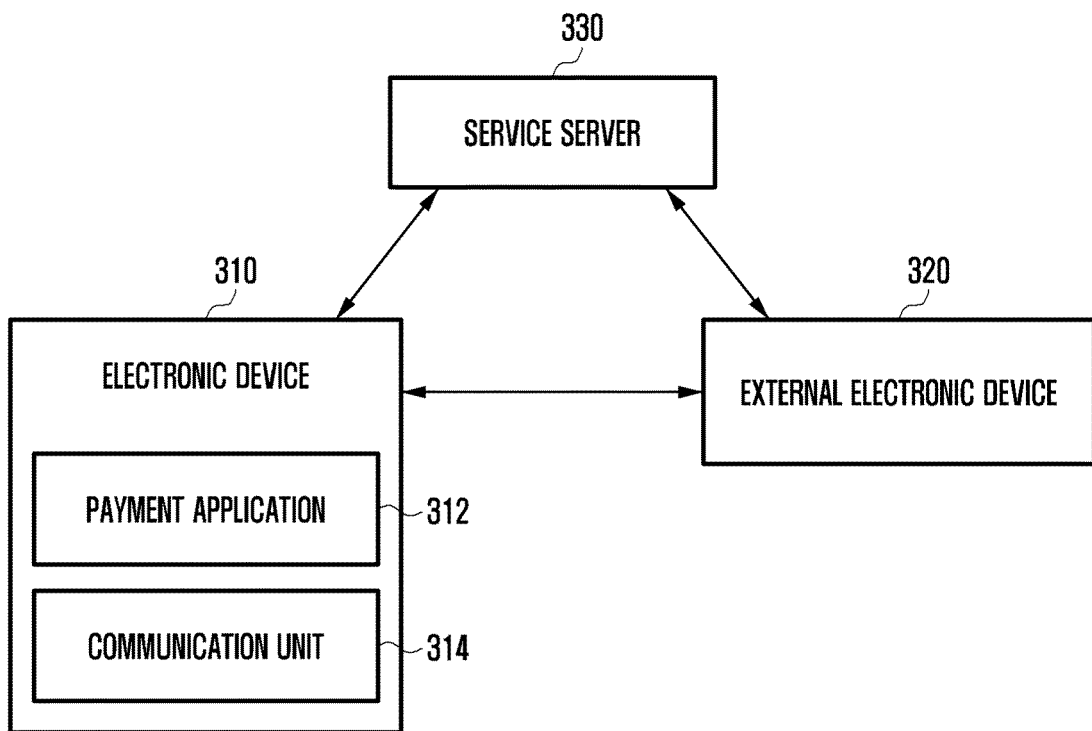 330
SERVICE SERVER
310
320
ELECTRONIC DEVICE
EXTERNAL ELECTRONIC DEVICE
PAYMENT APPLICATION
312
COMMUNICATION UNIT
314